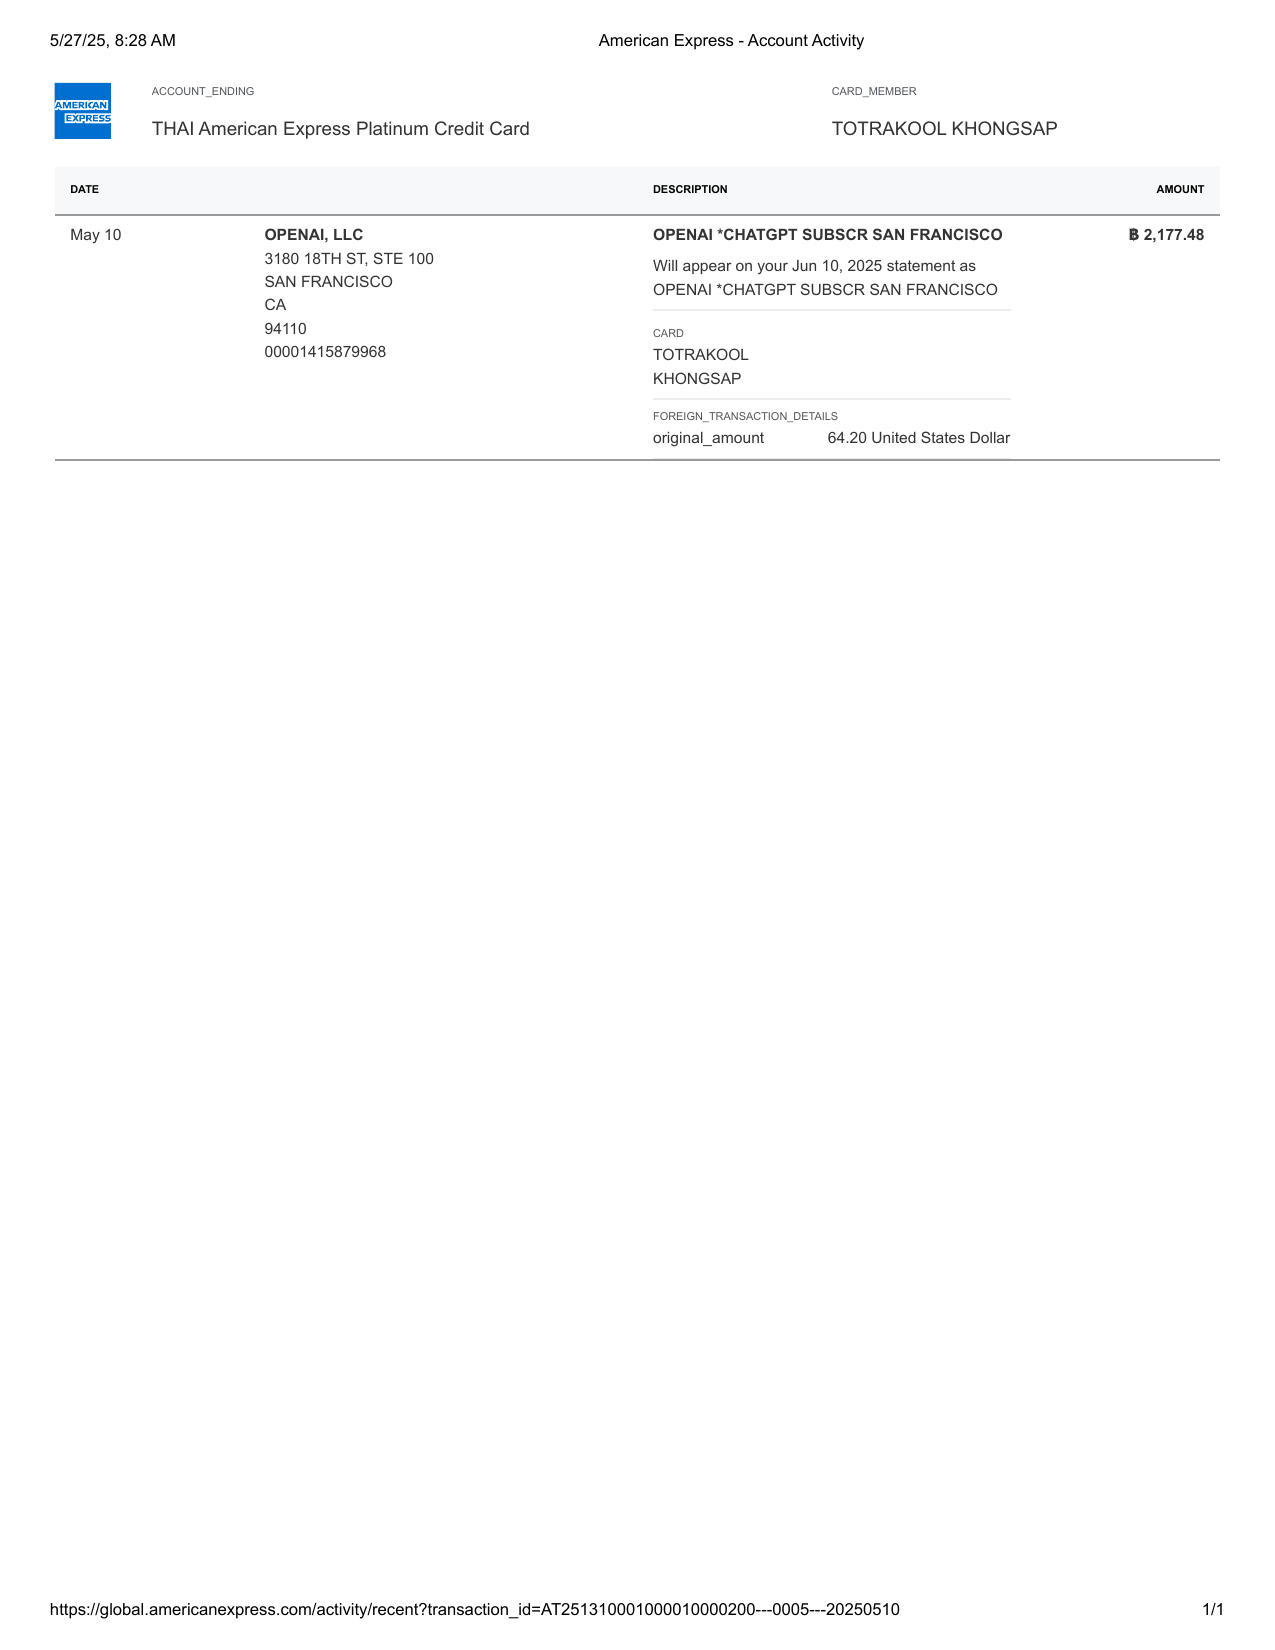 5/27/25, 8:28 AM American Express - Account Activity
AMERICAN
EXPRESS
ACCOUNT_ENDING CARD_MEMBER
THAI American Express Platinum Credit Card TOTRAKOOL KHONGSAP
DATE DESCRIPTION AMOUNT
May 10 OPENAI, LLC OPENAI *CHATGPT SUBSCR SAN FRANCISCO ฿ 2,177.48
3180 18TH ST, STE 100
SAN FRANCISCO
CA
94110
00001415879968
Will appear on your Jun 10, 2025 statement as
OPENAI *CHATGPT SUBSCR SAN FRANCISCO
CARD
TOTRAKOOL
KHONGSAP
FOREIGN_TRANSACTION_DETAILS
original_amount 64.20 United States Dollar
https://global.americanexpress.com/activity/recent?transaction_id=AT251310001000010000200---0005---20250510 1/1